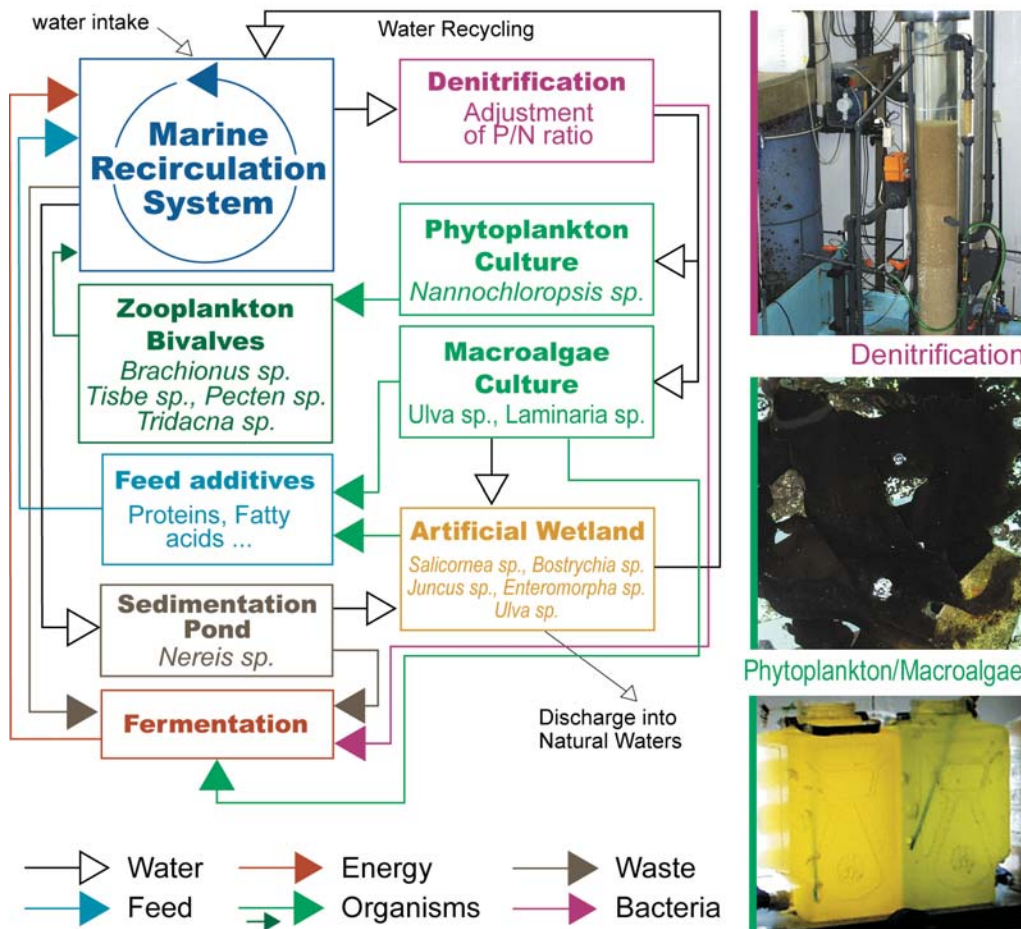 water intake
Water Recycling
Marine
Recirculation
System
Denitrification
Adjustment
of P/N ratio
Phytoplankton
Culture
Nannochloropsis sp.
Zooplankton
Bivalves
Brachionus sp.
Tisbe sp., Pecten sp.
Tridacna sp.
Macroalgae
Culture
Ulva sp., Laminaria sp.
Feed additives
Proteins, Fatty
acids ...
Artificial Wetland
Salicornea sp., Bostrychia sp.
Juncus sp., Enteromorpha sp.
Ulva sp.
Sedimentation
Pond
Nereis sp.
Fermentation
Discharge into
Natural Waters
Water
Energy
Waste
Feed
Organisms
Bacteria
Denitrification
Phytoplankton/Macroalgae